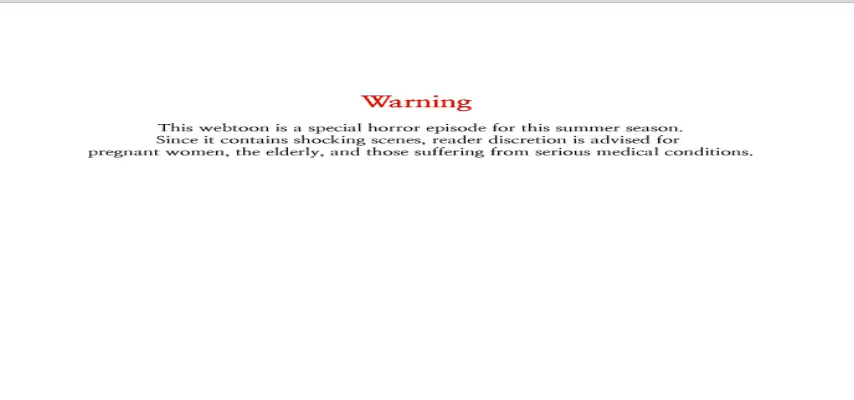 Warning
This webtoon is a special horror episode for this summer season.
Since it contains shocking scenes, reader discretion is advised for
pregnant women, the elderly, and those suffering from serious medical conditions.